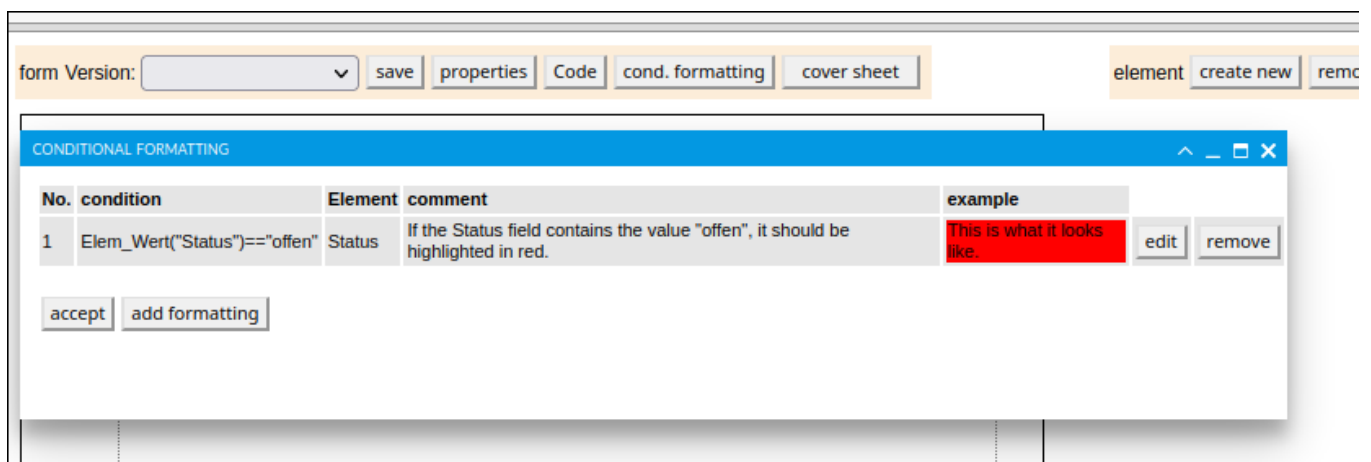 form Version: save properties Code cond. formatting cover sheet element create new
CONDITIONAL FORMATTING
No. condition Element comment example
1 Elem_Wert("Status")=="offen" Status If the Status field contains the value "offen", it should be This is what it looks edit remove
highlighted in red. like.
accept add formatting